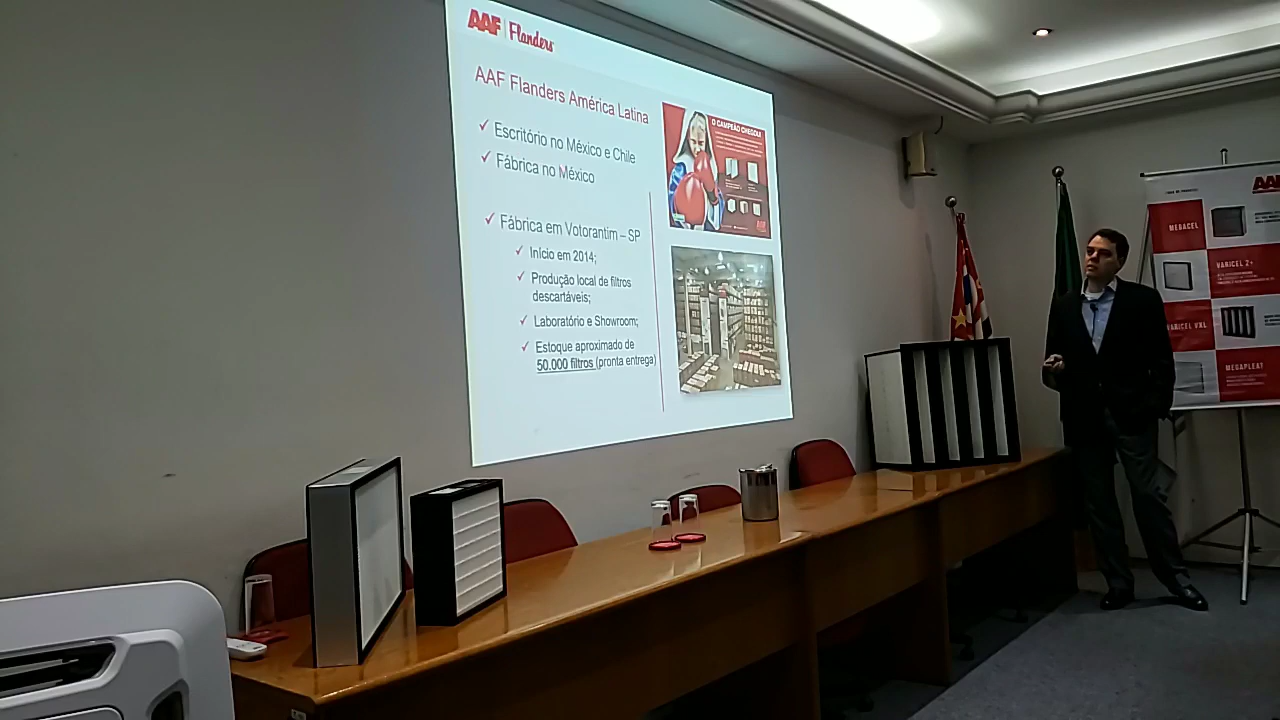 AAF Flanders
AAF Flanders América Latina
✓ Escritório no México e Chile
✓ Fábrica no México
✓ Fábrica em Votorantim – SP
✓ Início em 2014;
✓ Produção local de filtros
descartáveis;
✓ Laboratório e Showroom;
✓ Estoque aproximado de
50.000 filtros (pronta entrega)
O CAMPEÃO CHEGOU!
AAF
MEGACEL
VARICEL 2+
VARICEL VXL
MEGAPLEAT